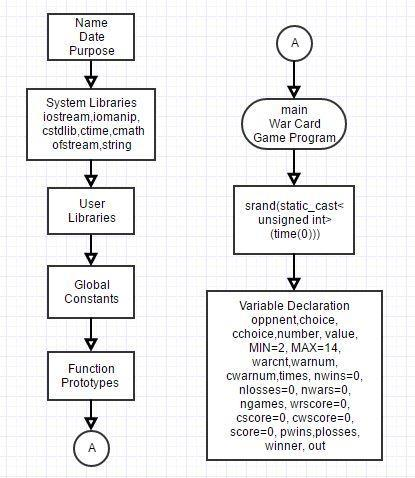 Name
Date
Purpose
System Libraries
iostream,iomanip,
cstdlib,ctime,cmath
ofstream,string
User
Libraries
Global
Constants
Function
Prototypes
A
A
main
War Card
Game Program
srand(static_cast<
unsigned int>
(time(0)))
Variable Declaration
oppnent,choice,
cchoice,number, value,
MIN=2, MAX=14,
warcnt,warnum,
cwarnum,times, nwins=0,
nlosses=0, nwars=0,
ngames, wrscore=0,
cscore=0, cwscore=0,
score=0, pwins,plosses,
winner, out